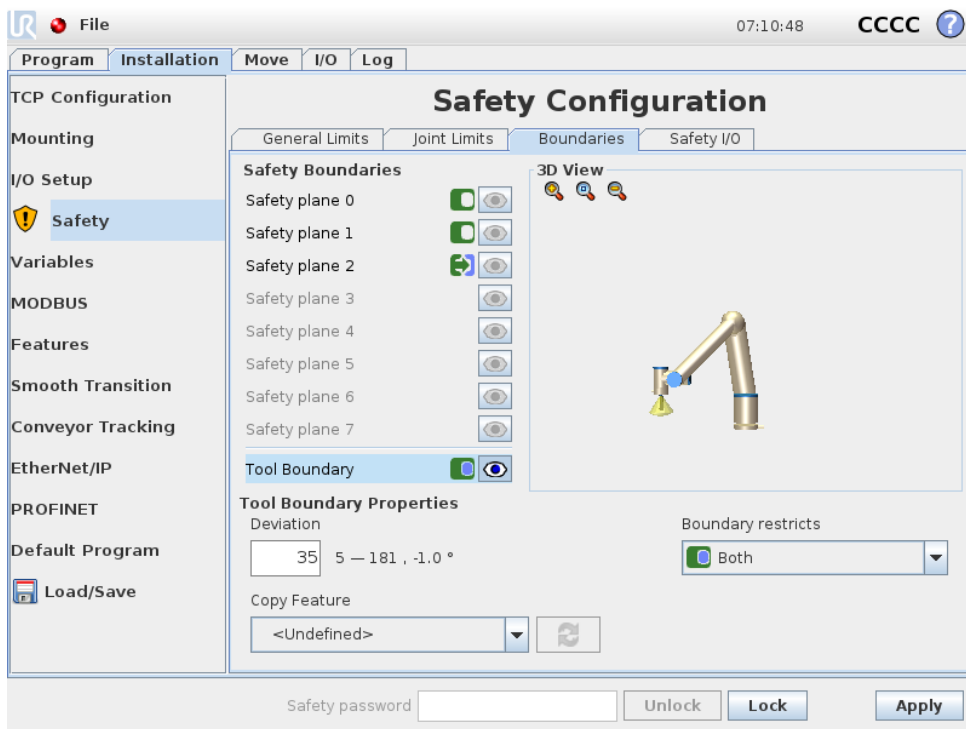 UR File 07:10:48 CCCC ?
Program Installation Move I/O Log
TCP Configuration
Mounting
I/O Setup
Safety
Variables
MODBUS
Features
Smooth Transition
Conveyor Tracking
EtherNet/IP
PROFINET
Default Program
Load/Save
Safety Configuration
General Limits Joint Limits Boundaries Safety I/O
Safety Boundaries
Safety plane 0
Safety plane 1
Safety plane 2
Safety plane 3
Safety plane 4
Safety plane 5
Safety plane 6
Safety plane 7
Tool Boundary
3D View
Tool Boundary Properties
Deviation
35 5 — 181 , -1.0 °
Boundary restricts
Both
Copy Feature
<Undefined>
Safety password Unlock Lock Apply